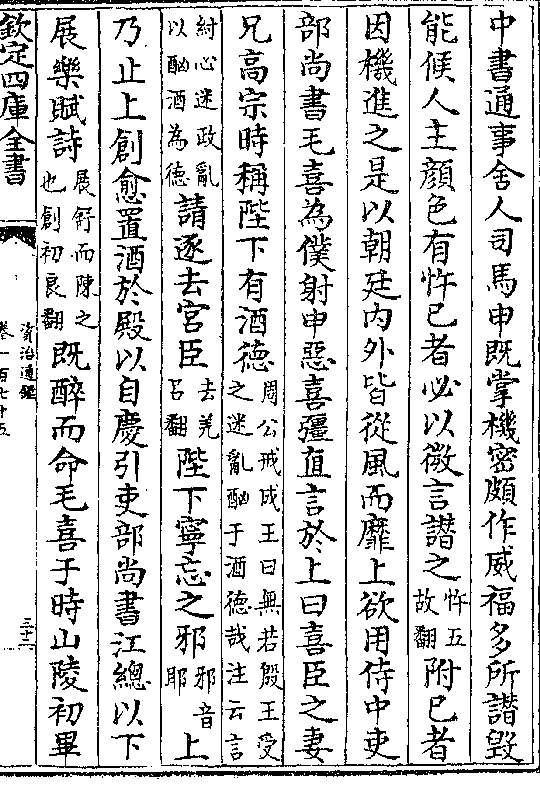 中書通事舍人司馬申既掌機密頗作威福多所譖毁
能候人主顔色有忤已者必以微言譖之忤五故翻附已者
因機進之是以朝廷内外皆從風而靡上欲用侍中吏
部尚書毛喜為僕射申惡喜彊直言於上曰喜臣之妻
兄高宗時稱陛下有酒德周公戒成王曰無若殷王受之迷亂酗于酒德哉注云言
紂心迷政亂以酗酒為德請逐去宮臣去羌呂翻陛下寧忘之邪邪音耶上
乃止上創愈置酒於殿以自慶引吏部尚書江總以下
展樂賦詩展舒而陳之也創初良翻既醉而命毛喜于時山陵初畢
欽定四庫全書
資治通鑑
卷一百七十五
三十二